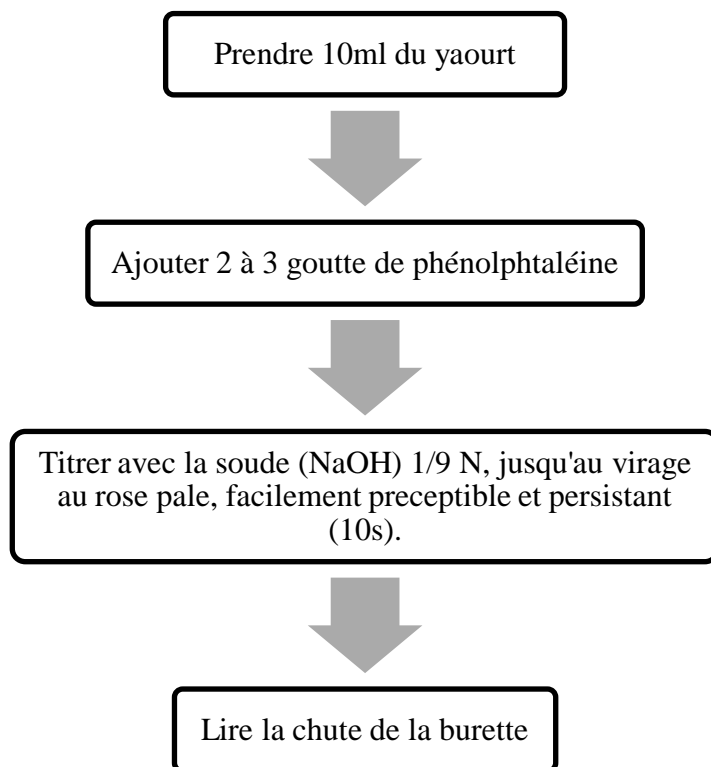 Prendre 10ml du yaourt
Ajouter 2 à 3 goutte de phénolphtaléine
Titrer avec la soude (NaOH) 1/9 N, jusqu'au virage
au rose pale, facilement preceptible et persistant
(10s).
Lire la chute de la burette